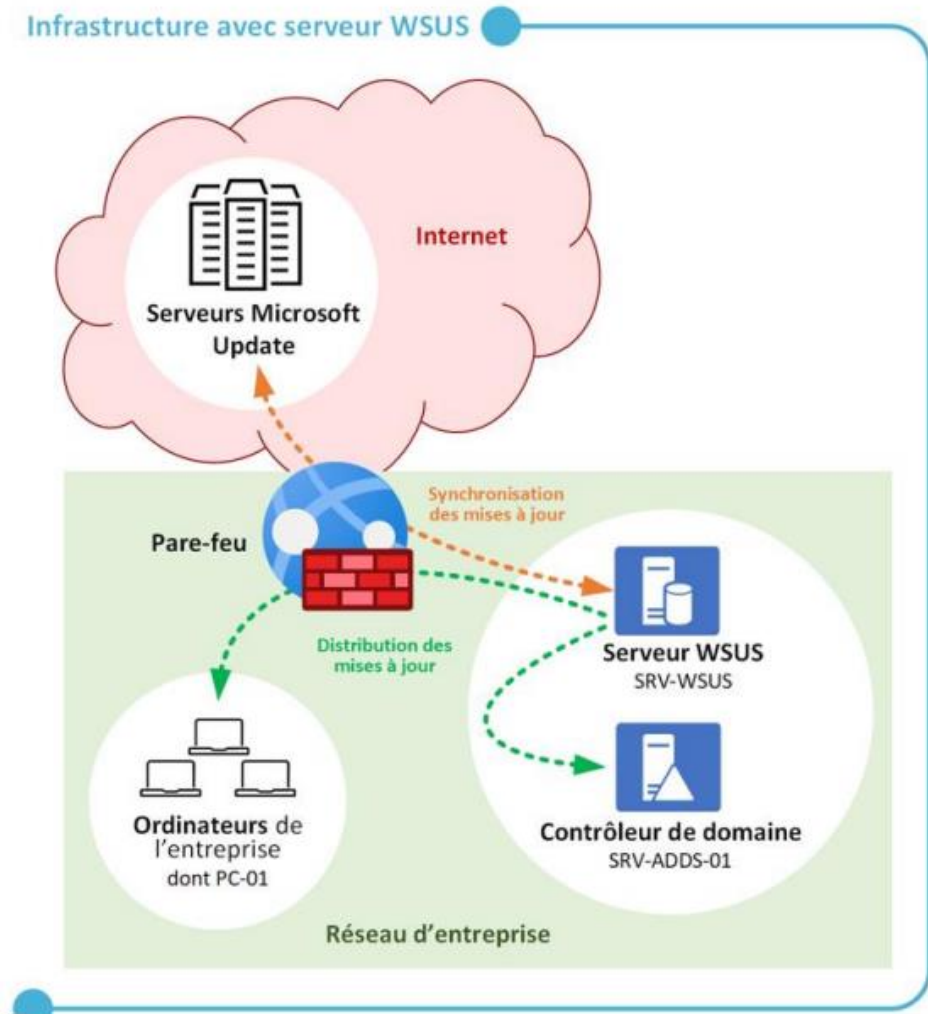 Infrastructure avec serveur WSUS
Internet
Serveurs Microsoft
Update
Synchronisation
des mises à jour
Pare-feu
Distribution des
mises à jour
Serveur WSUS
SRV-WSUS
Ordinateurs de
l'entreprise
dont PC-01
Contrôleur de domaine
SRV-ADDS-01
Réseau d'entreprise